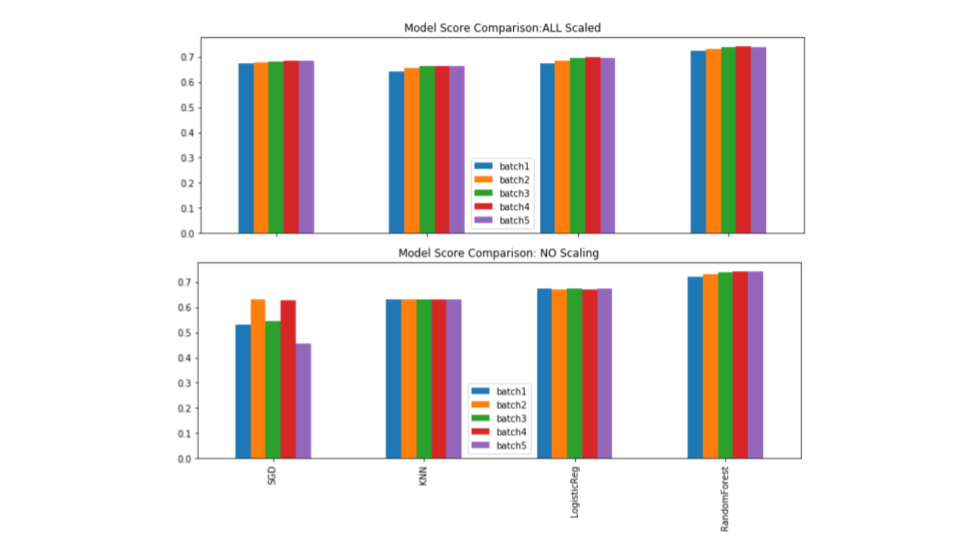 Model Score Comparison:ALL Scaled
0.7
0.6
0.5
0.4
0.3
0.2
0.1
0.0
batch1
batch2
batch3
batch4
batch5
Model Score Comparison: NO Scaling
0.7
0.6
0.5
0.4
0.3
0.2
0.1
0.0
batch1
batch2
batch3
batch4
batch5
SGD
KNN
LogisticReg
RandomForest